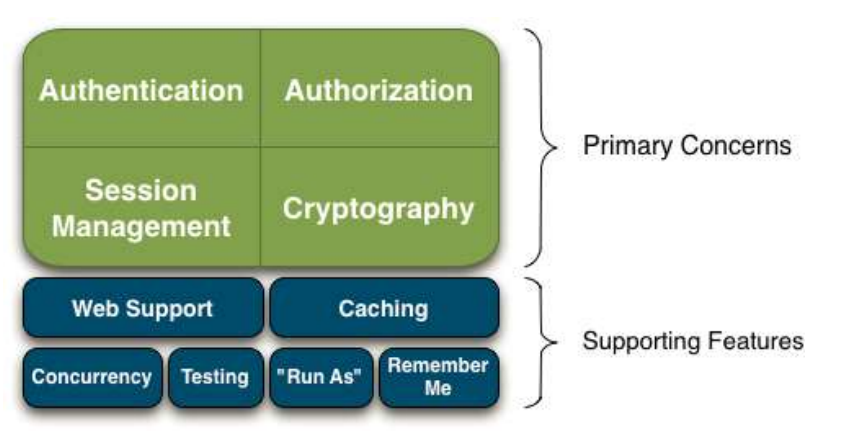 Authentication
Authorization
Primary Concerns
Session
Management
Cryptography
Web Support
Caching
Supporting Features
Concurrency
Testing
"Run As"
Remember
Me